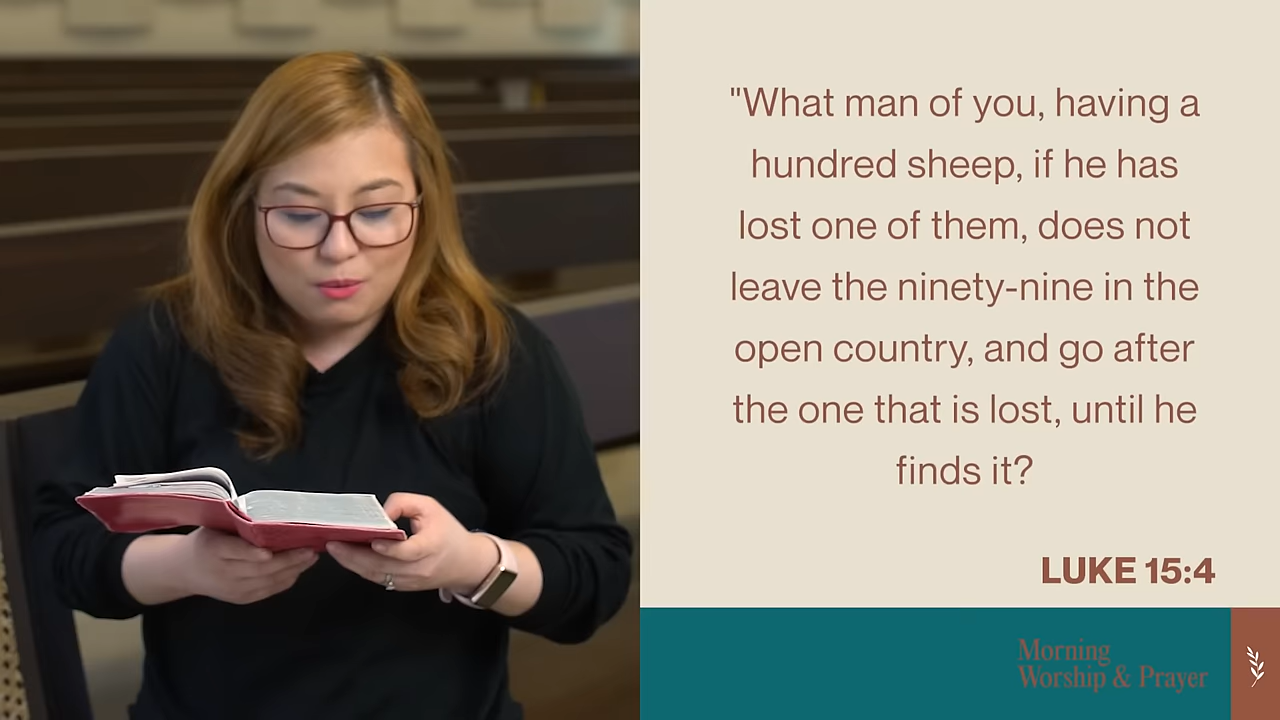 "What man of you, having a
hundred sheep, if he has
lost one of them, does not
leave the ninety-nine in the
open country, and go after
the one that is lost, until he
finds it?
LUKE 15:4
Morning
Worship & Prayer